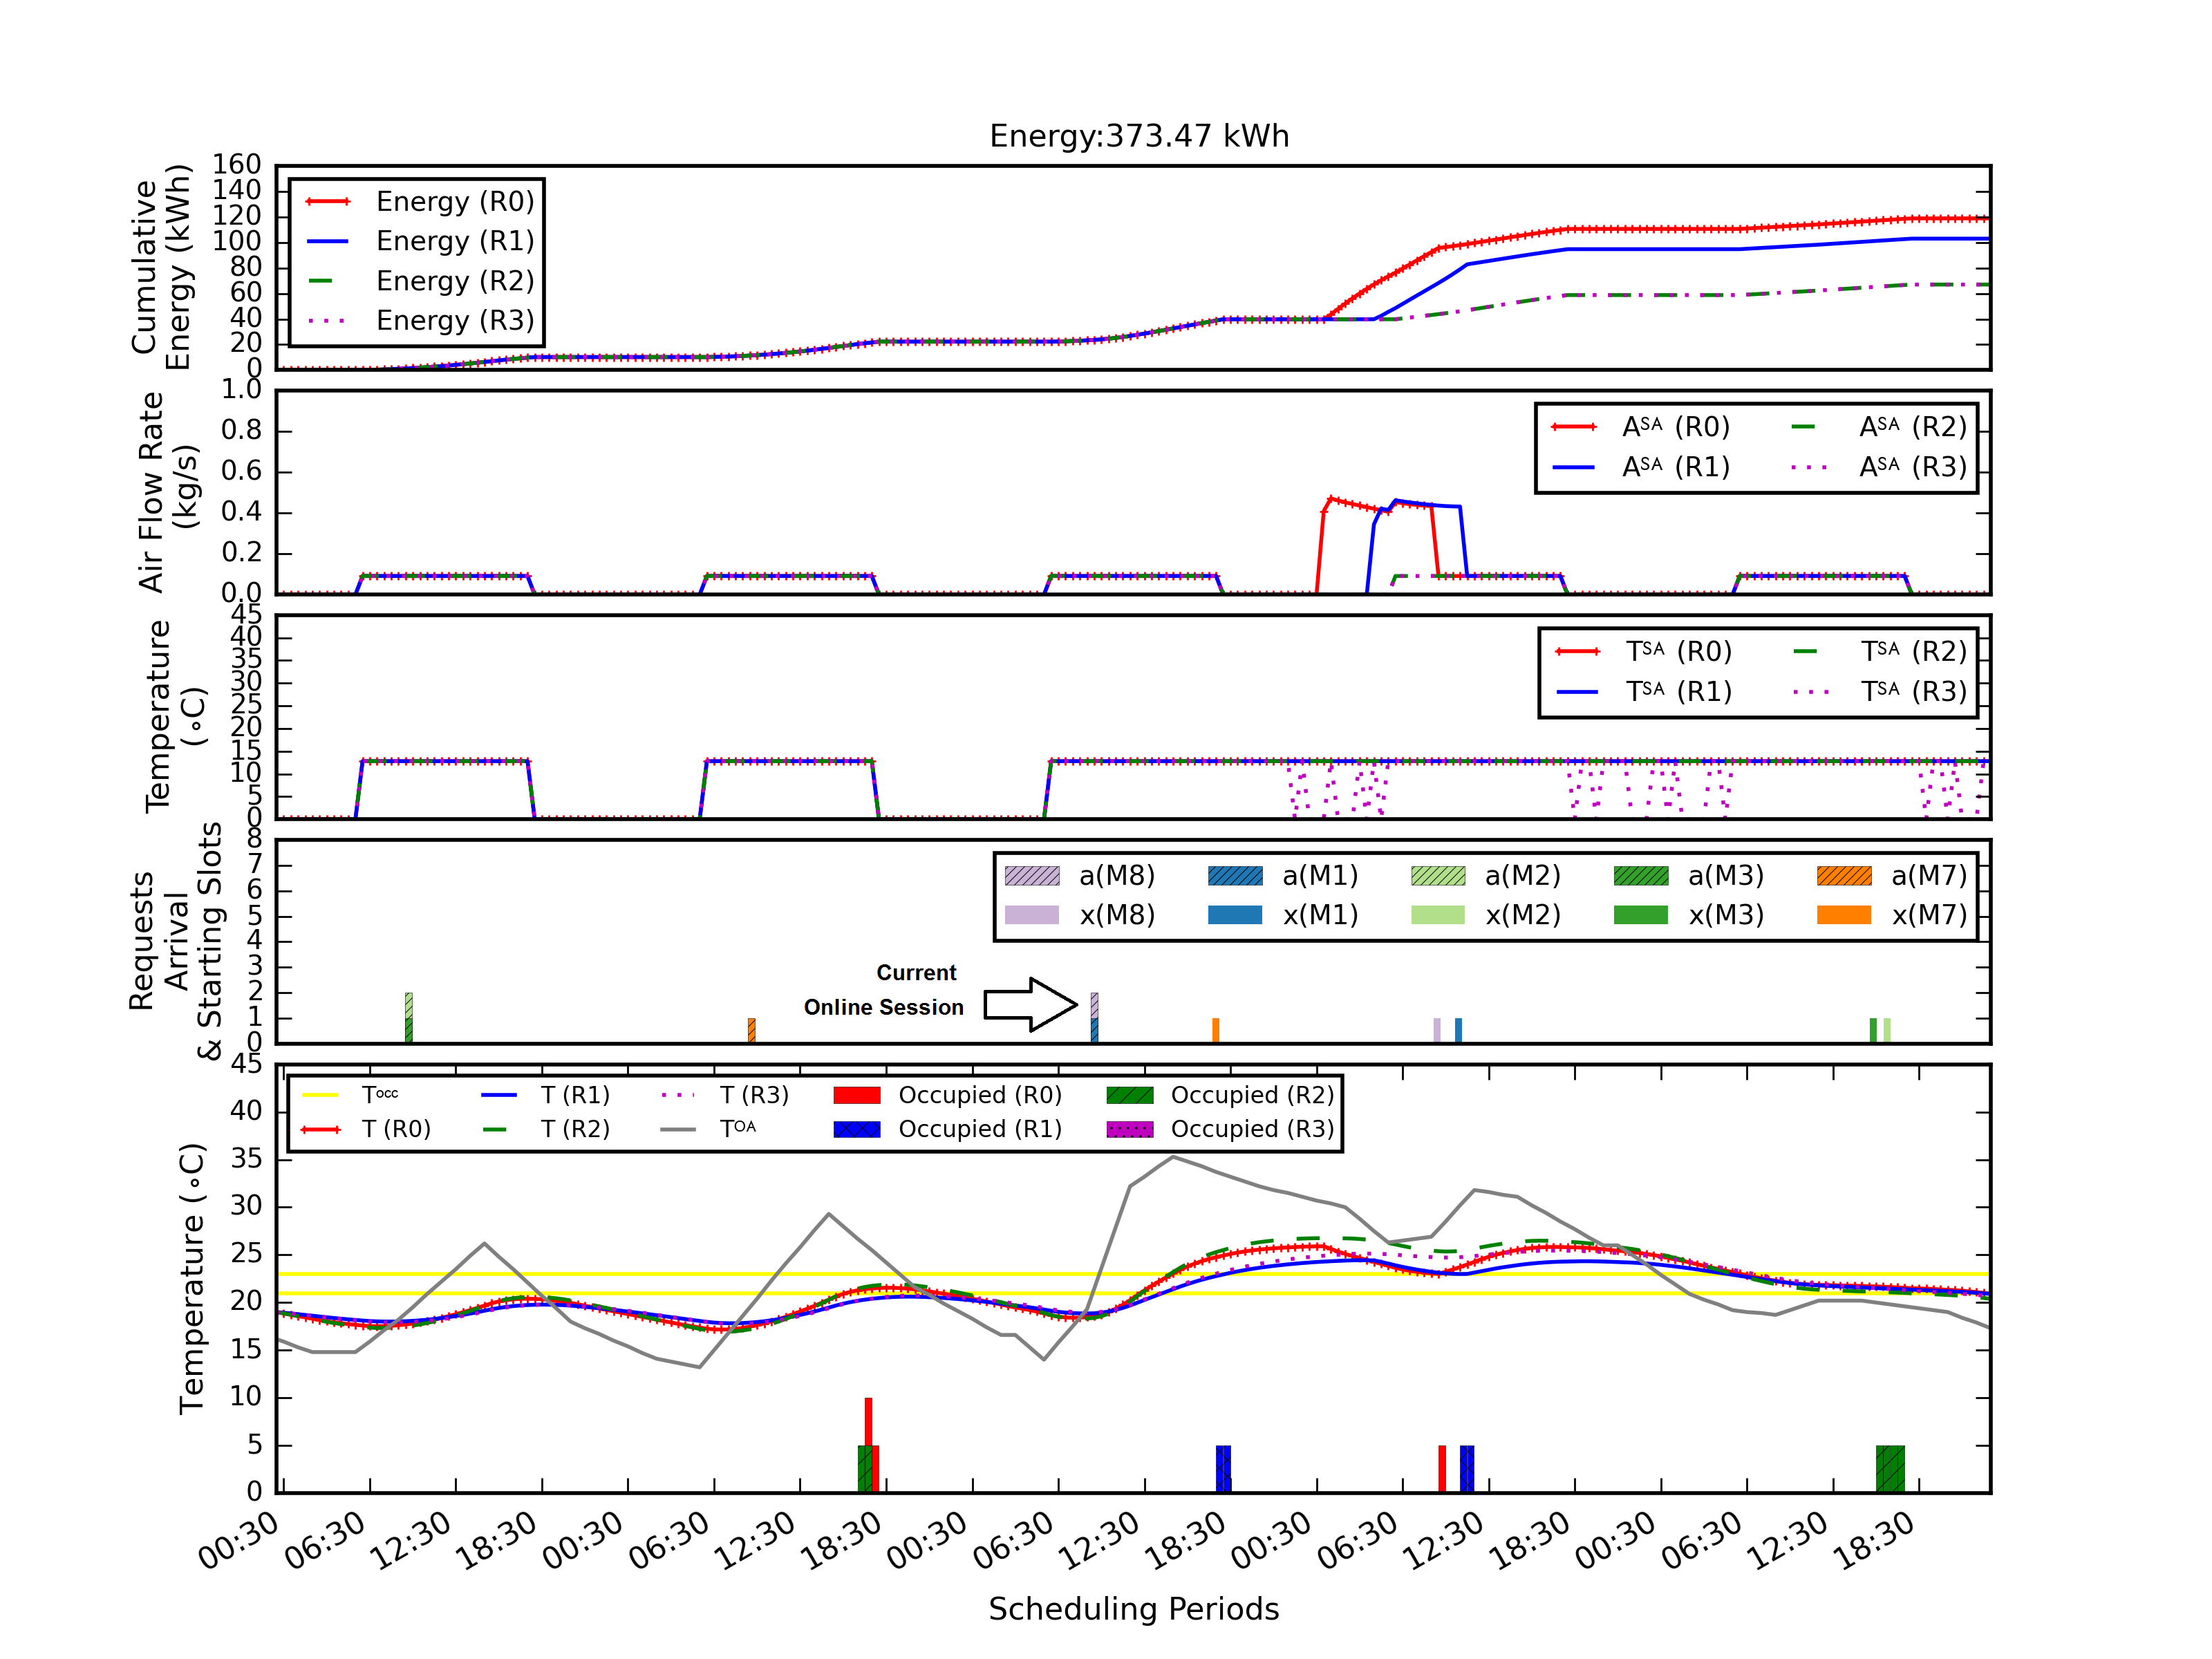 Energy:373.47 kWh
Cumulative
Energy (kWh)
160
140
120
100
80
60
40
20
0
Energy (R0)
Energy (R1)
Energy (R2)
Energy (R3)
Air Flow Rate
(kg/s)
1.0
0.8
0.6
0.4
0.2
0.0
Aˢᴬ (R0) Aˢᴬ (R2)
Aˢᴬ (R1) Aˢᴬ (R3)
Temperature
(∘C)
45
40
35
30
25
20
15
10
5
0
Tˢᴬ (R0) Tˢᴬ (R2)
Tˢᴬ (R1) Tˢᴬ (R3)
Requests
Arrival
& Starting Slots
8
7
6
5
4
3
2
1
0
a(M8) a(M1) a(M2) a(M3) a(M7)
x(M8) x(M1) x(M2) x(M3) x(M7)
Current
Online Session
Temperature (∘C)
45
40
35
30
25
20
15
10
5
0
Tᵒᶜᶜ T (R1) T (R3) Occupied (R0) Occupied (R2)
T (R0) T (R2) Tᴼᴬ Occupied (R1) Occupied (R3)
00:30 06:30 12:30 18:30 00:30 06:30 12:30 18:30 00:30 06:30 12:30 18:30 00:30 06:30 12:30 18:30 00:30 06:30 12:30 18:30
Scheduling Periods